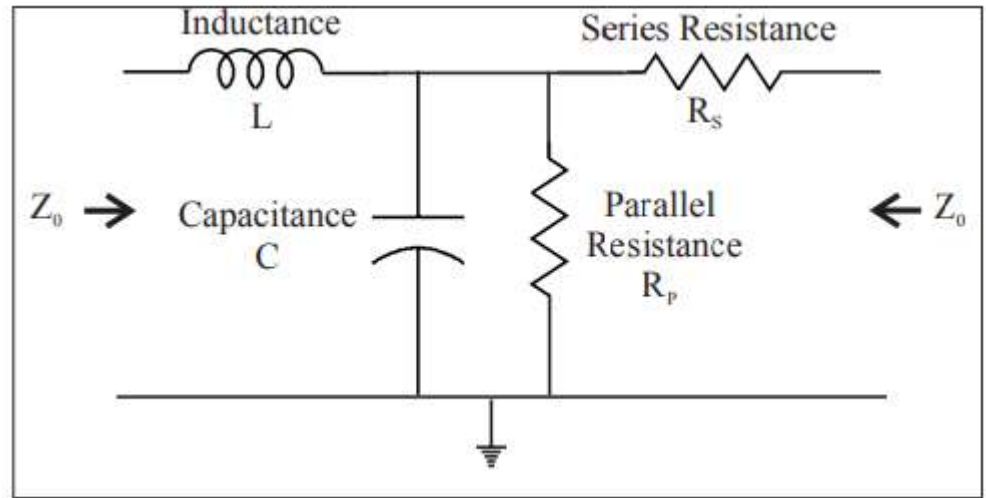 Inductance
L
Series Resistance
R_S
Z_0
Capacitance
C
Parallel
Resistance
R_P
Z_0